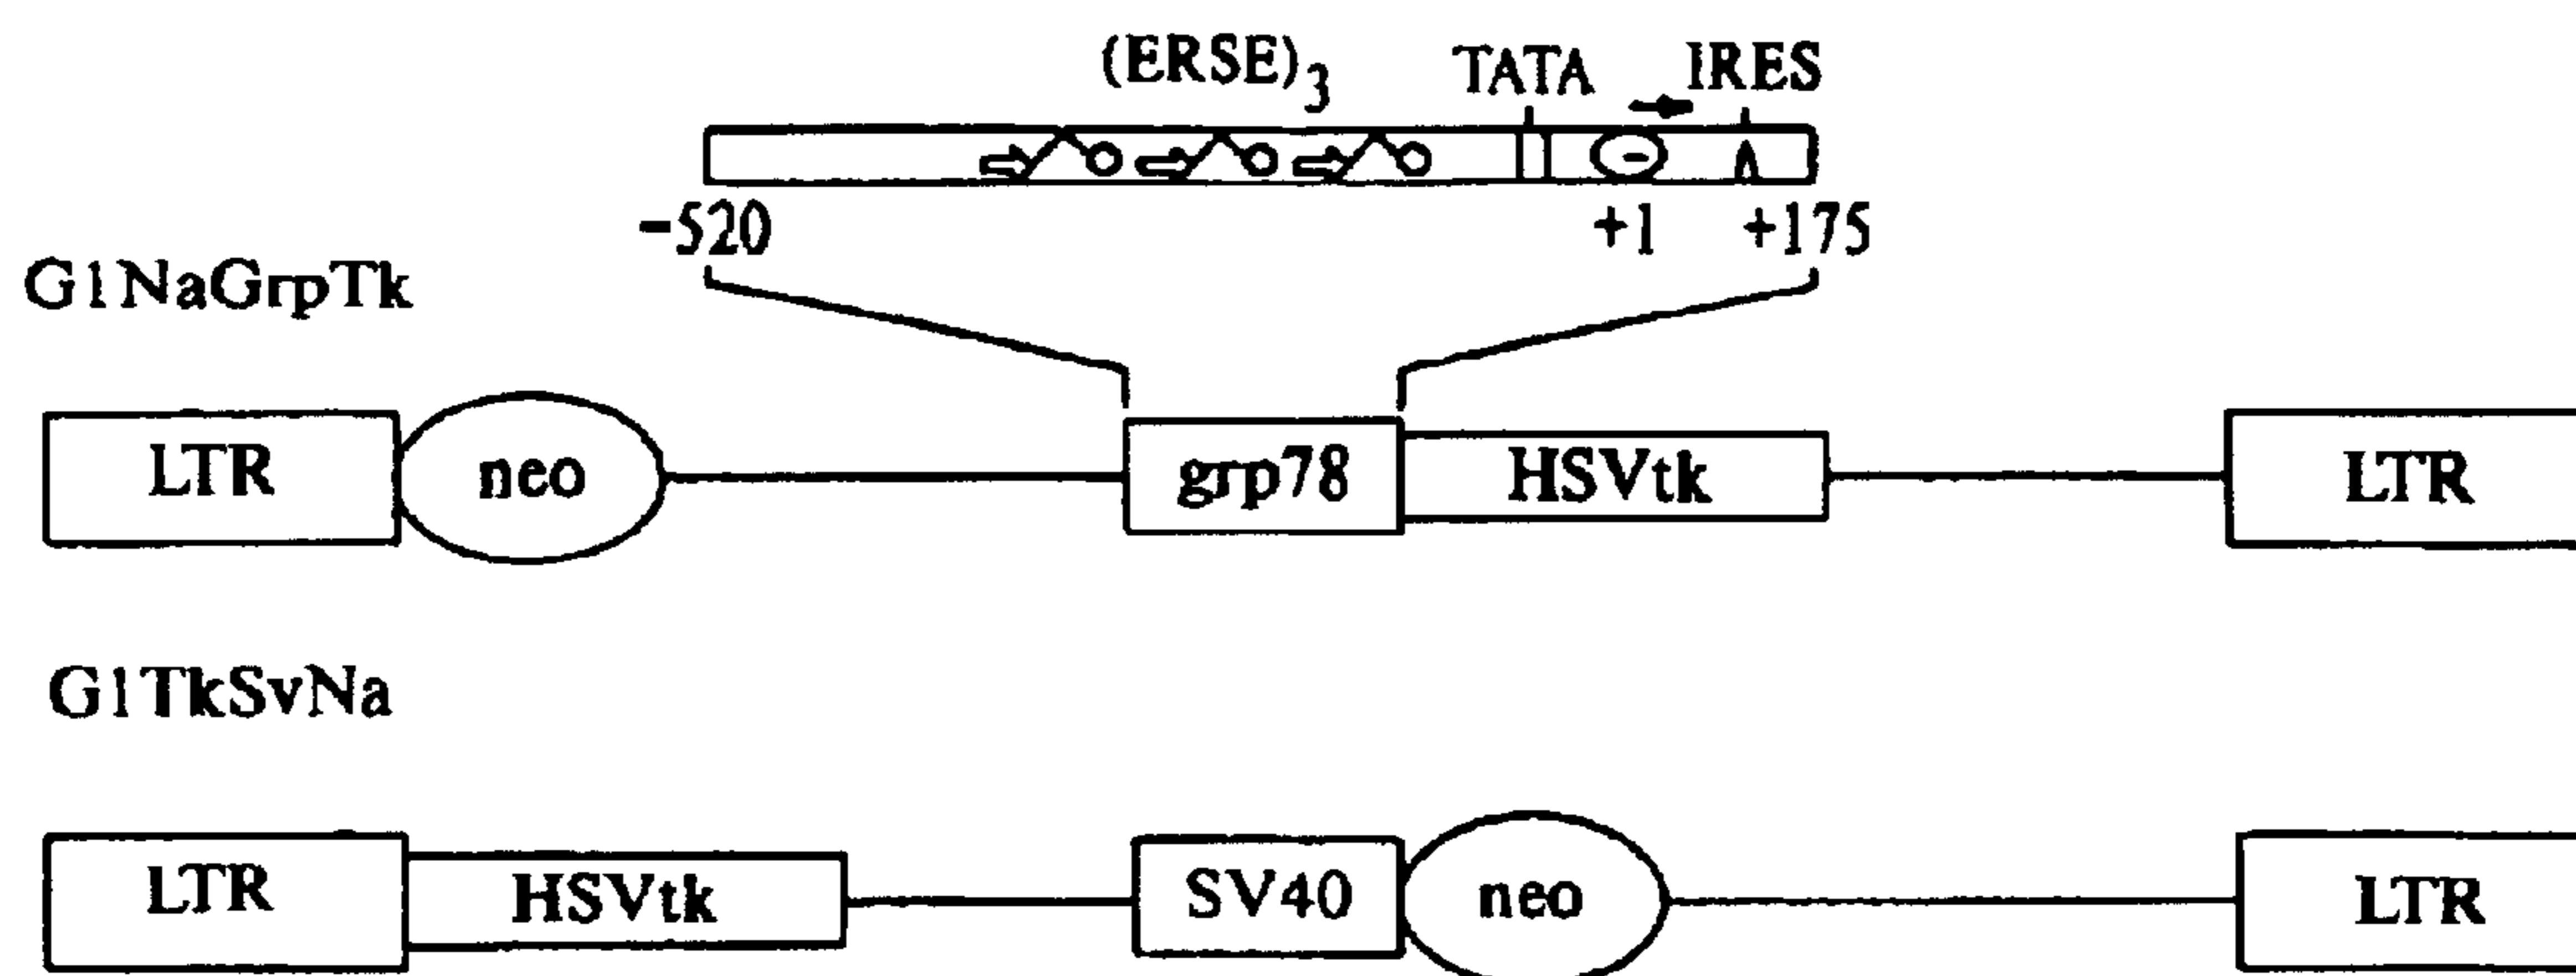 (ERSE)3 TATA IRES
-
-520 +1 +175
G1NaGrpTk
LTR neo grp78 HSVtk LTR
G1TkSvNa
LTR HSVtk SV40 neo LTR